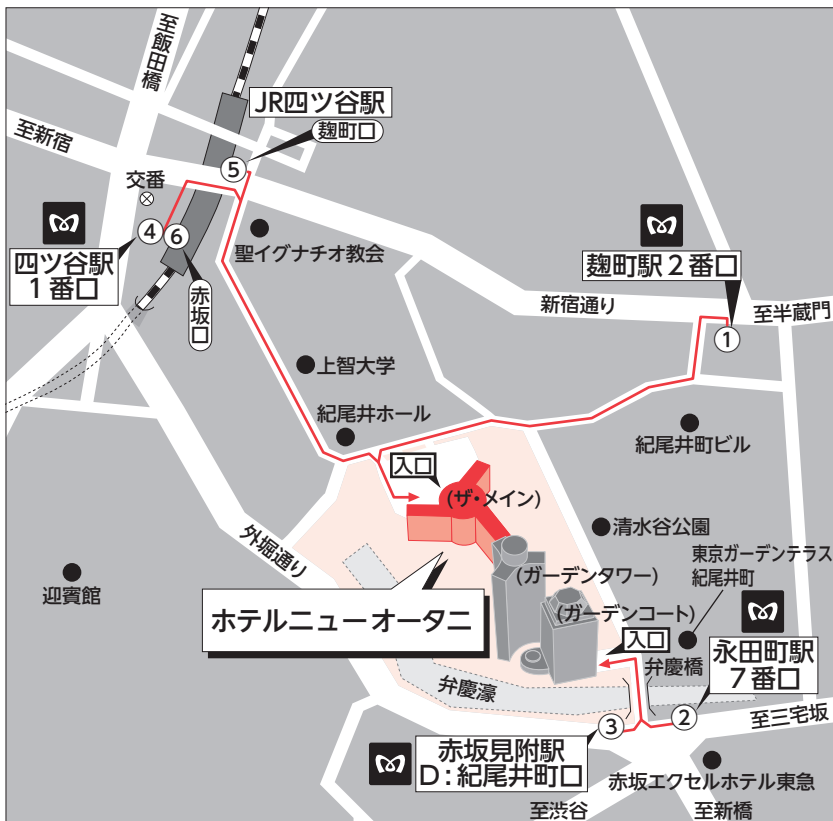 至飯田橋
JR四ツ谷駅
麹町口
至新宿
⑤
交番
④
⑥
四ツ谷駅
1番口
赤坂口
聖イグナチオ教会
麹町駅2番口
新宿通り
至半蔵門
①
上智大学
紀尾井ホール
紀尾井町ビル
入口
(ザ・メイン)
清水谷公園
外堀通り
東京ガーデンテラス
紀尾井町
迎賓館
(ガーデンタワー)
(ガーデンコート)
ホテルニューオータニ
入口
弁慶橋
永田町駅
7番口
弁慶濠
②
③
至三宅坂
赤坂見附駅
D:紀尾井町口
赤坂エクセルホテル東急
至渋谷
至新橋